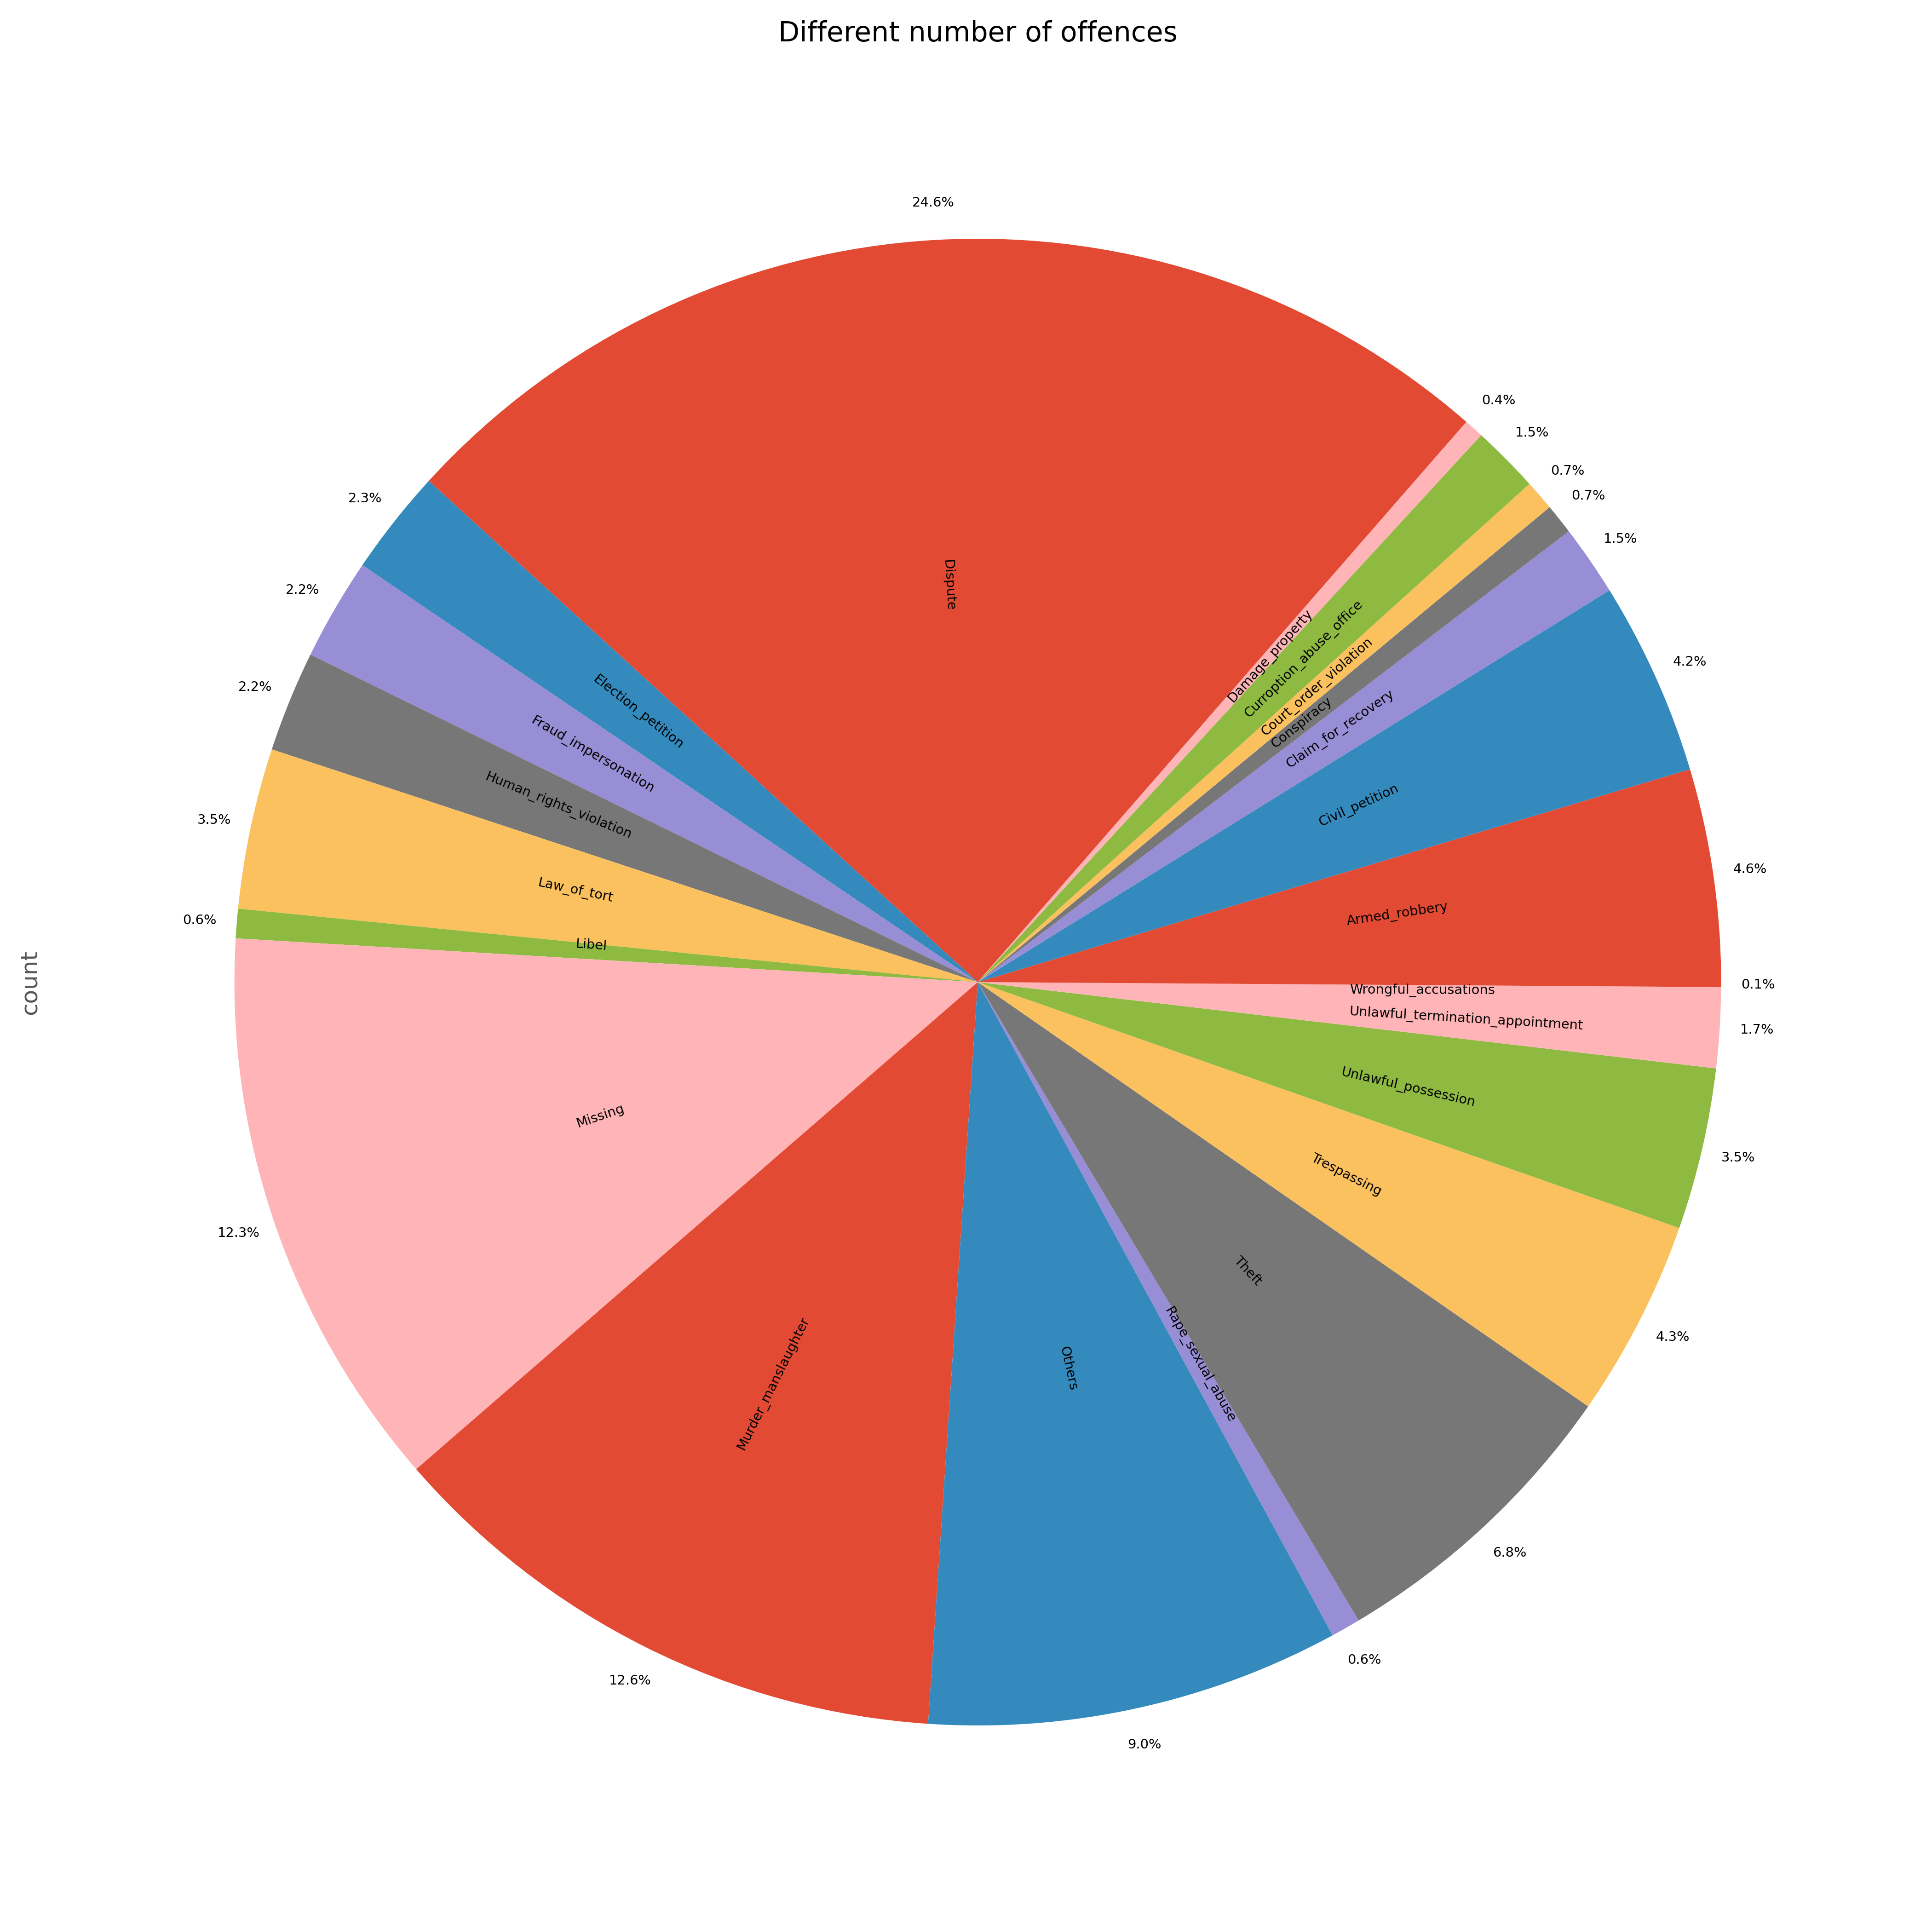 Different number of offences
24.6%
0.4%
1.5%
0.7%
0.7%
1.5%
4.2%
4.6%
0.1%
1.7%
3.5%
4.3%
6.8%
0.6%
9.0%
12.6%
12.3%
0.6%
3.5%
2.2%
2.2%
2.3%
Dispute
Damage_property
Curroption_abuse_office
Court_order_violation
Conspiracy
Claim_for_recovery
Civil_petition
Armed_robbery
Wrongful_accusations
Unlawful_termination_appointment
Unlawful_possession
Trespassing
Theft
Rape_sexual_abuse
Others
Murder_manslaughter
Missing
Libel
Law_of_tort
Human_rights_violation
Fraud_impersonation
Election_petition
count